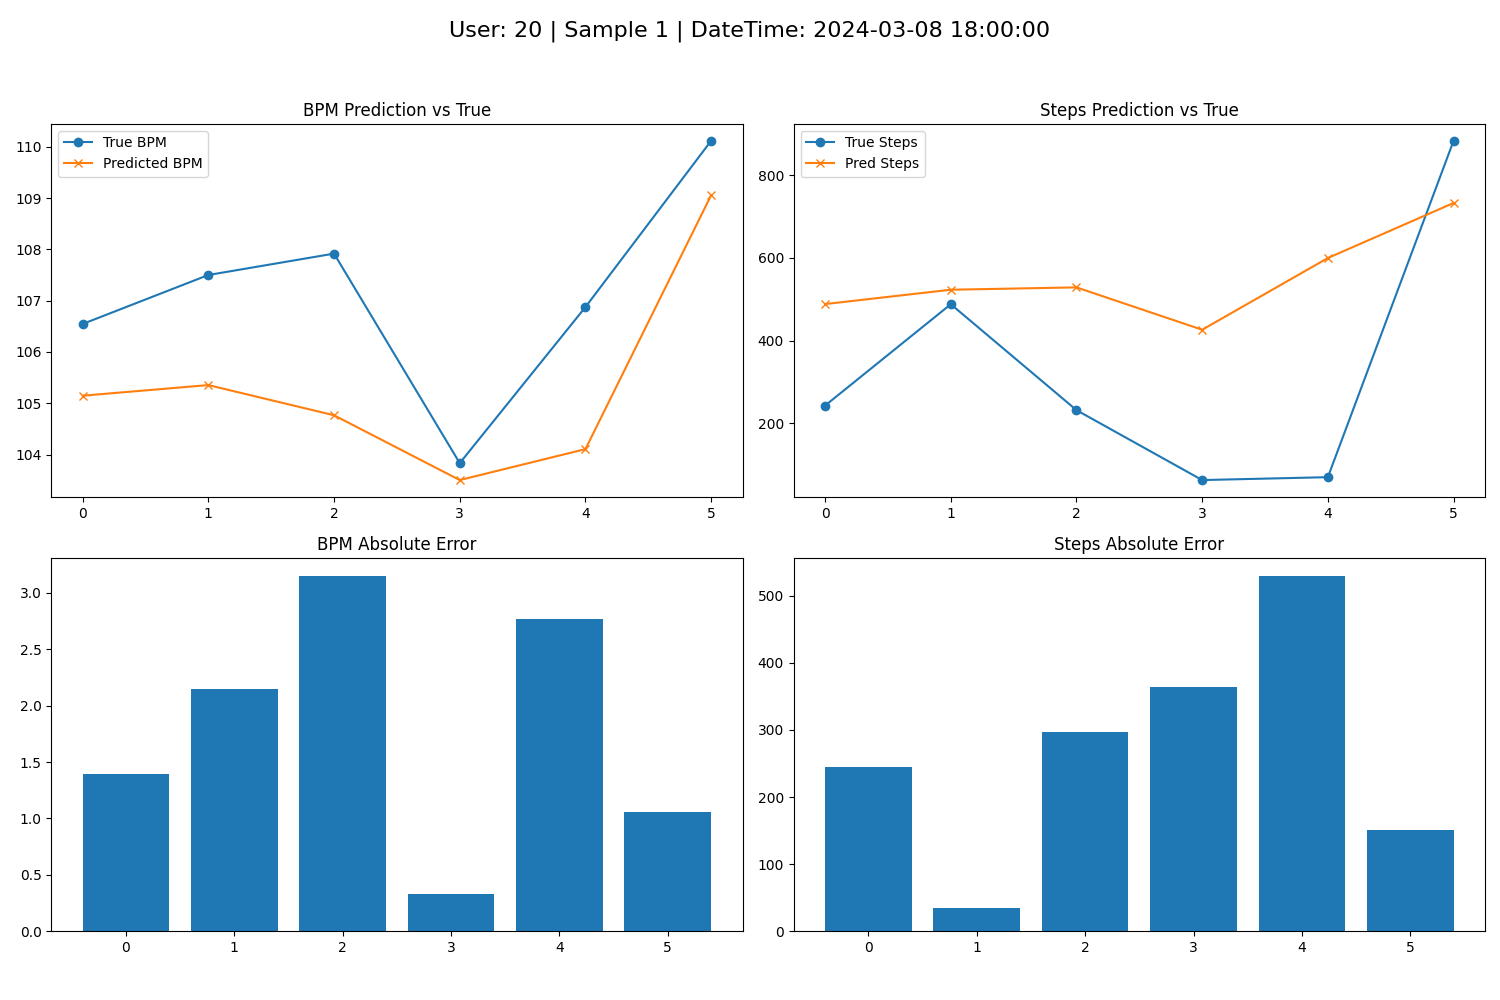 User: 20 | Sample 1 | DateTime: 2024-03-08 18:00:00
BPM Prediction vs True
True BPM
Predicted BPM
110
109
108
107
106
105
104
0 1 2 3 4 5
Steps Prediction vs True
True Steps
Pred Steps
800
600
400
200
0 1 2 3 4 5
BPM Absolute Error
3.0
2.5
2.0
1.5
1.0
0.5
0.0
0 1 2 3 4 5
Steps Absolute Error
500
400
300
200
100
0
0 1 2 3 4 5